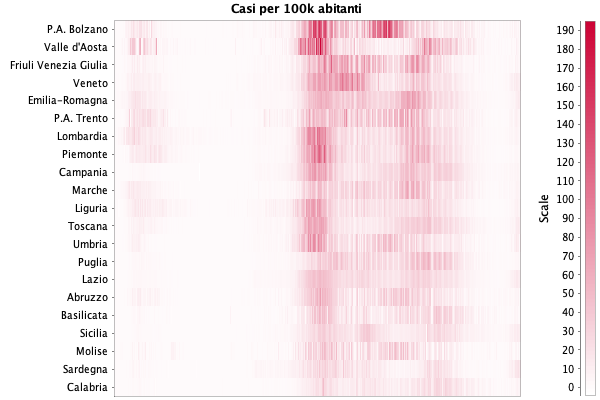 Casi per 100k abitanti
P.A. Bolzano
Valle d'Aosta
Friuli Venezia Giulia
Veneto
Emilia-Romagna
P.A. Trento
Lombardia
Piemonte
Campania
Marche
Liguria
Toscana
Umbria
Puglia
Lazio
Abruzzo
Basilicata
Sicilia
Molise
Sardegna
Calabria
Scale
190
180
170
160
150
140
130
120
110
100
90
80
70
60
50
40
30
20
10
0